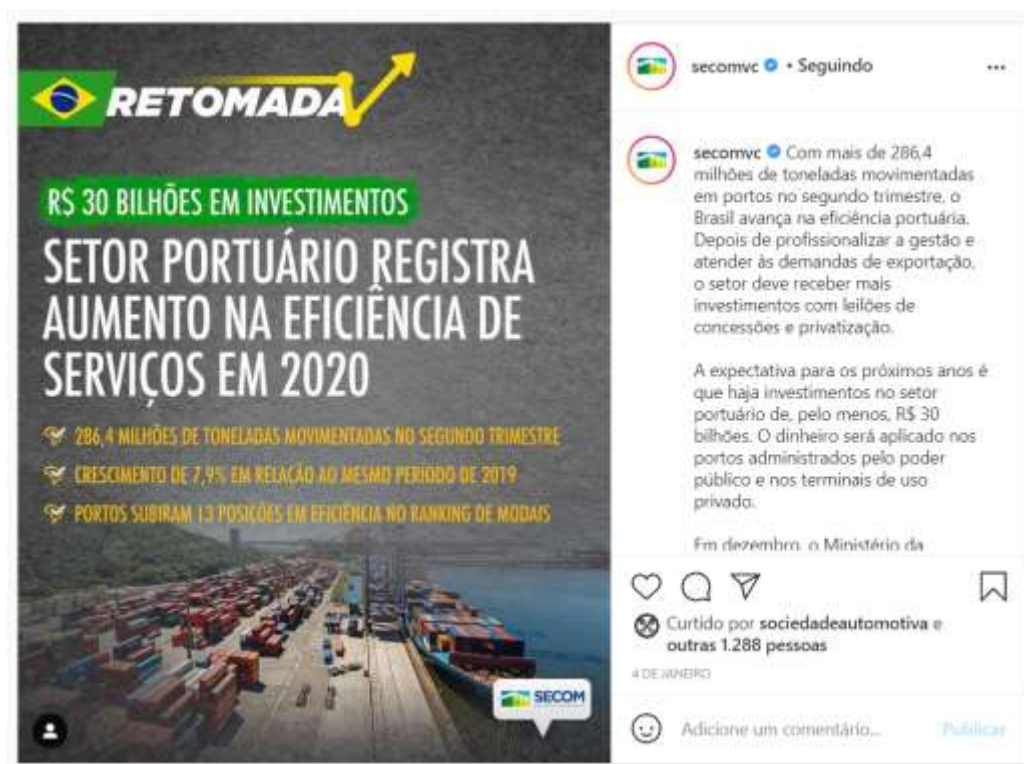 RETOMADA
R$ 30 BILHÕES EM INVESTIMENTOS
SETOR PORTUÁRIO REGISTRA
AUMENTO NA EFICIÊNCIA DE
SERVIÇOS EM 2020
286,4 MILHÕES DE TONELADAS MOVIMENTADAS NO SEGUNDO TRIMESTRE
CRESCIMENTO DE 7,9% EM RELAÇÃO AO MESMO PERÍODO DE 2019
PORTOS SUBIRAM 13 POSIÇÕES EM EFICIÊNCIA NO RANKING DE MODAIS
SECOM
secomvc • Seguindo
secomvc Com mais de 286,4
milhões de toneladas movimentadas
em portos no segundo trimestre, o
Brasil avança na eficiência portuária.
Depois de profissionalizar a gestão e
atender às demandas de exportação,
o setor deve receber mais
investimentos com leilões de
concessões e privatização.
A expectativa para os próximos anos é
que haja investimentos no setor
portuário de, pelo menos, R$ 30
bilhões. O dinheiro será aplicado nos
portos administrados pelo poder
público e nos terminais de uso
privado.
Em dezembro, o Ministério da
Curtido por sociedadeautomotiva e
outras 1.288 pessoas
4 DE JANEIRO
Adicione um comentário... Publicar